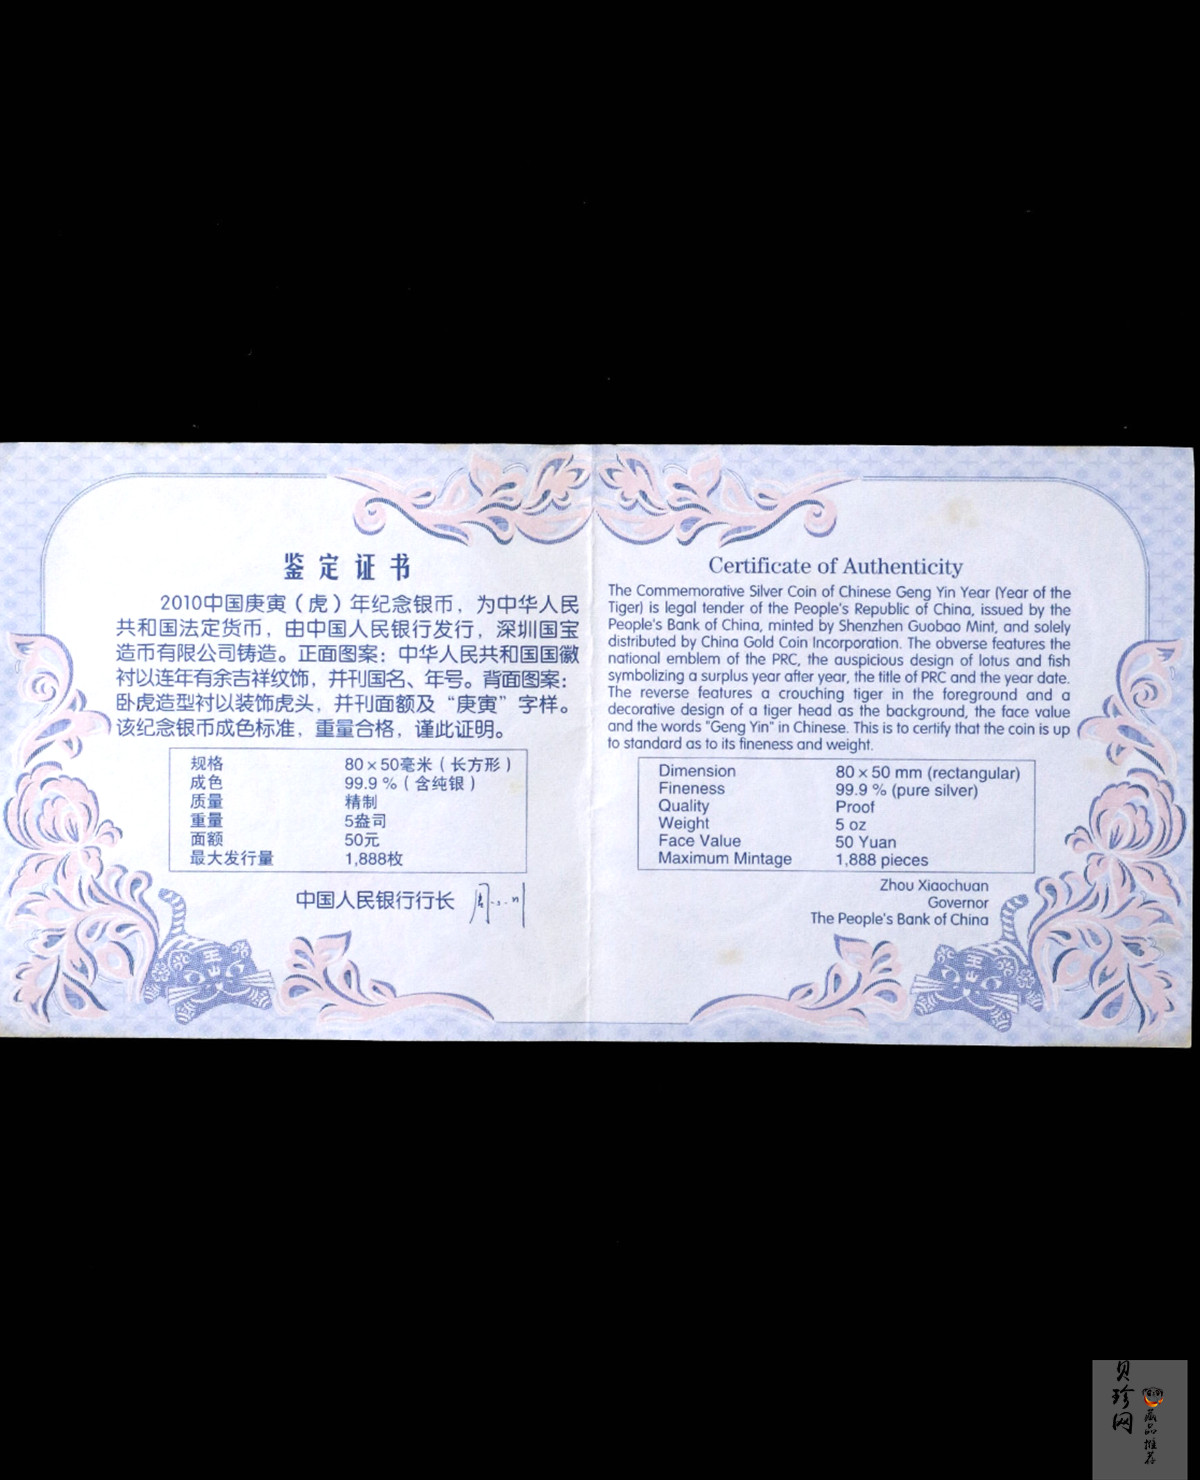 鉴定证书
2010中国庚寅（虎）年纪念银币，为中华人民
共和国法定货币，由中国人民银行发行，深圳国宝
造币有限公司铸造。正面图案：中华人民共和国国徽
衬以连年有余吉祥纹饰，并刊国名、年号。背面图案：
卧虎造型衬以装饰虎头，并刊面额及“庚寅”字样。
该纪念银币成色标准，重量合格，谨此证明。
规格 80×50毫米（长方形）
成色 99.9%（含纯银）
质量 精制
重量 5盎司
面额 50元
最大发行量 1,888枚
中国人民银行行长
Certificate of Authenticity
The Commemorative Silver Coin of Chinese Geng Yin Year (Year of the
Tiger) is legal tender of the People's Republic of China, issued by the
People's Bank of China, minted by Shenzhen Guobao Mint, and solely
distributed by China Gold Coin Incorporation. The obverse features the
national emblem of the PRC, the auspicious design of lotus and fish
symbolizing a surplus year after year, the title of PRC and the year date.
The reverse features a crouching tiger in the foreground and a
decorative design of a tiger head as the background, the face value
and the words "Geng Yin" in Chinese. This is to certify that the coin is up
to standard as to its fineness and weight.
Dimension 80×50 mm (rectangular)
Fineness 99.9 % (pure silver)
Quality Proof
Weight 5 oz
Face Value 50 Yuan
Maximum Mintage 1,888 pieces
Zhou Xiaochuan
Governor
The People's Bank of China
贝珍网
藏品推荐